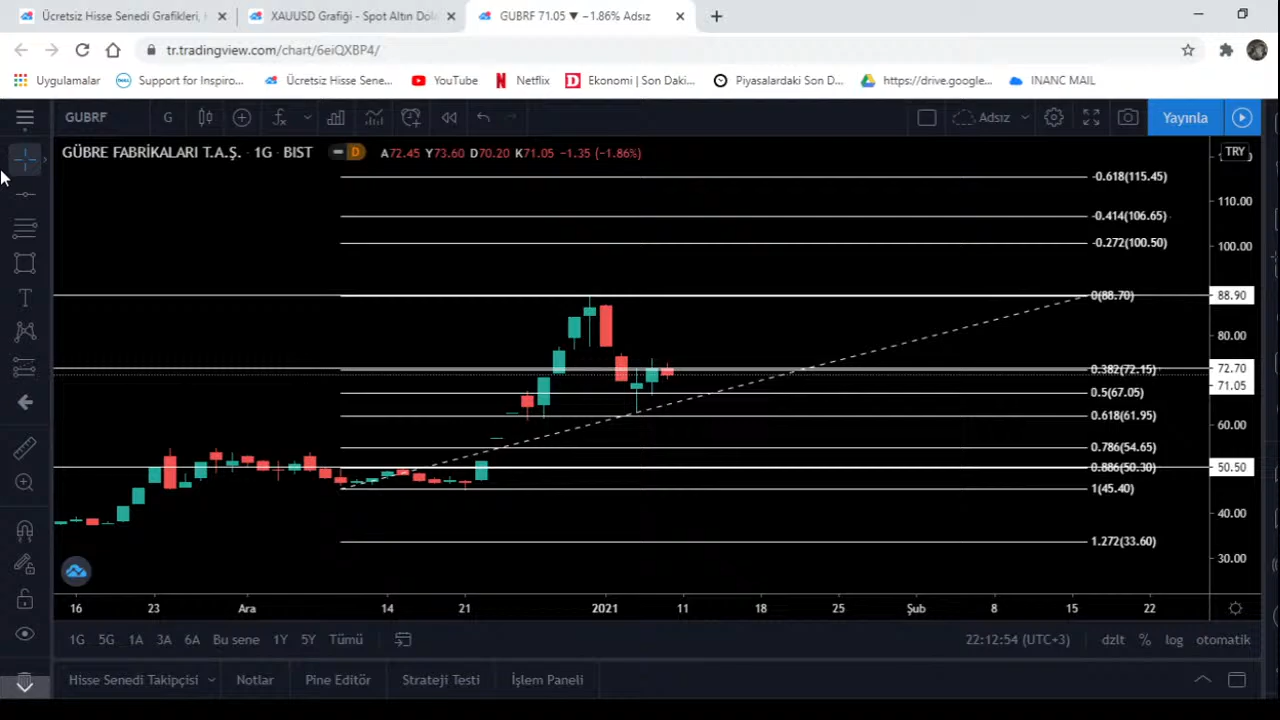 Ücretsiz Hisse Senedi Grafikleri, H
XAUUSD Grafiği - Spot Altın Dola
GUBRF 71.05 ▼ −1.86% Adsız
tr.tradingview.com/chart/6eiQXBP4/
Uygulamalar
Support for Inspiro...
Ücretsiz Hisse Sene...
YouTube
Netflix
Ekonomi | Son Daki...
Piyasalardaki Son D...
https://drive.google...
INANC MAIL
GUBRF
G
Adsız
Yayınla
GÜBRE FABRİKALARI T.A.Ş. · 1G · BIST
D
A72.45 Y73.60 D70.20 K71.05 −1.35 (−1.86%)
TRY
-0.618(115.45)
110.00
-0.414(106.65)
-0.272(100.50)
100.00
0(88.70)
88.90
80.00
0.382(72.15)
72.70
71.05
0.5(67.05)
0.618(61.95)
60.00
0.786(54.65)
0.886(50.30)
50.50
1(45.40)
40.00
1.272(33.60)
30.00
16 23 Ara 14 21 2021 11 18 25 Şub 8 15 22
1G 5G 1A 3A 6A Bu sene 1Y 5Y Tümü
22:12:54 (UTC+3)
dzlt % log otomatik
Hisse Senedi Takipçisi
Notlar
Pine Editör
Strateji Testi
İşlem Paneli